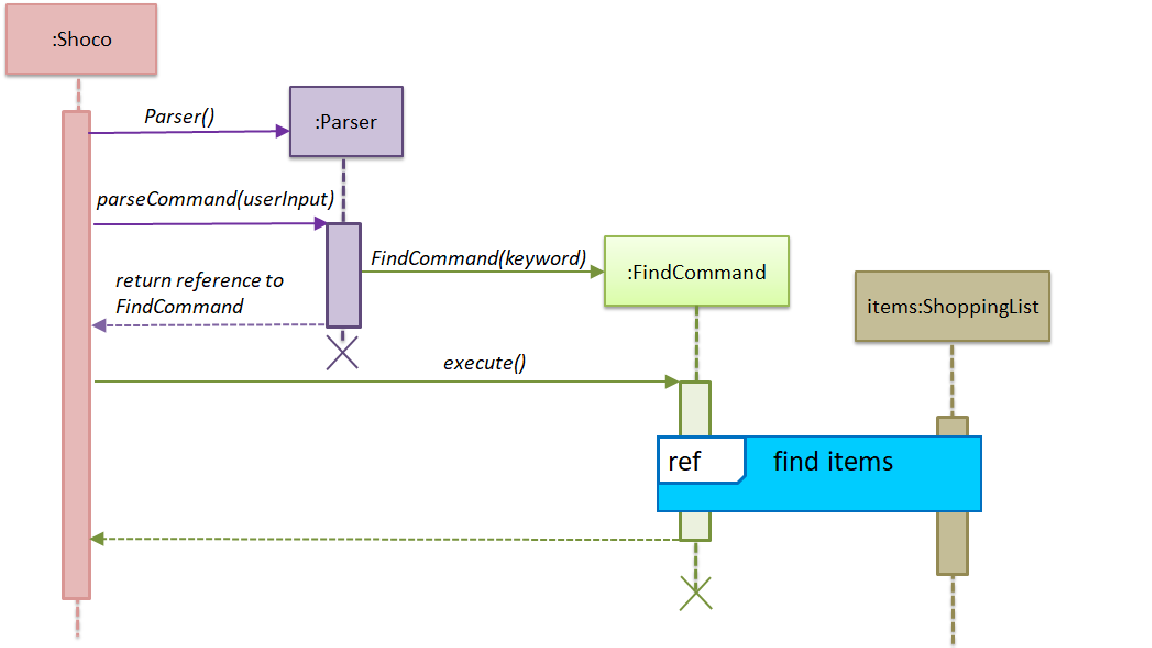 :Shoco
Parser()
:Parser
parseCommand(userInput)
FindCommand(keyword)
:FindCommand
return reference to
FindCommand
items:ShoppingList
execute()
ref
find items